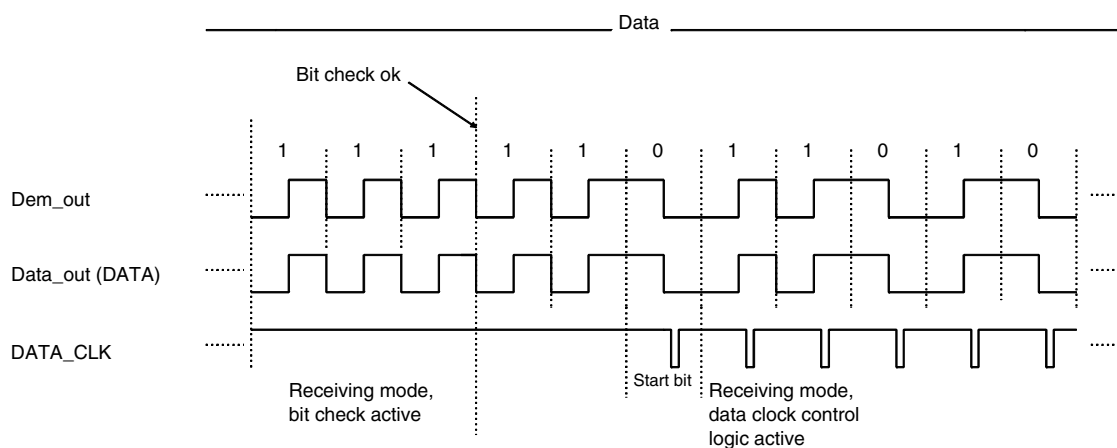 Data
Bit check ok
1 1 1 1 1 0 1 1 0 1 0
Dem_out
Data_out (DATA)
DATA_CLK
Start bit
Receiving mode,
bit check active
Receiving mode,
data clock control
logic active